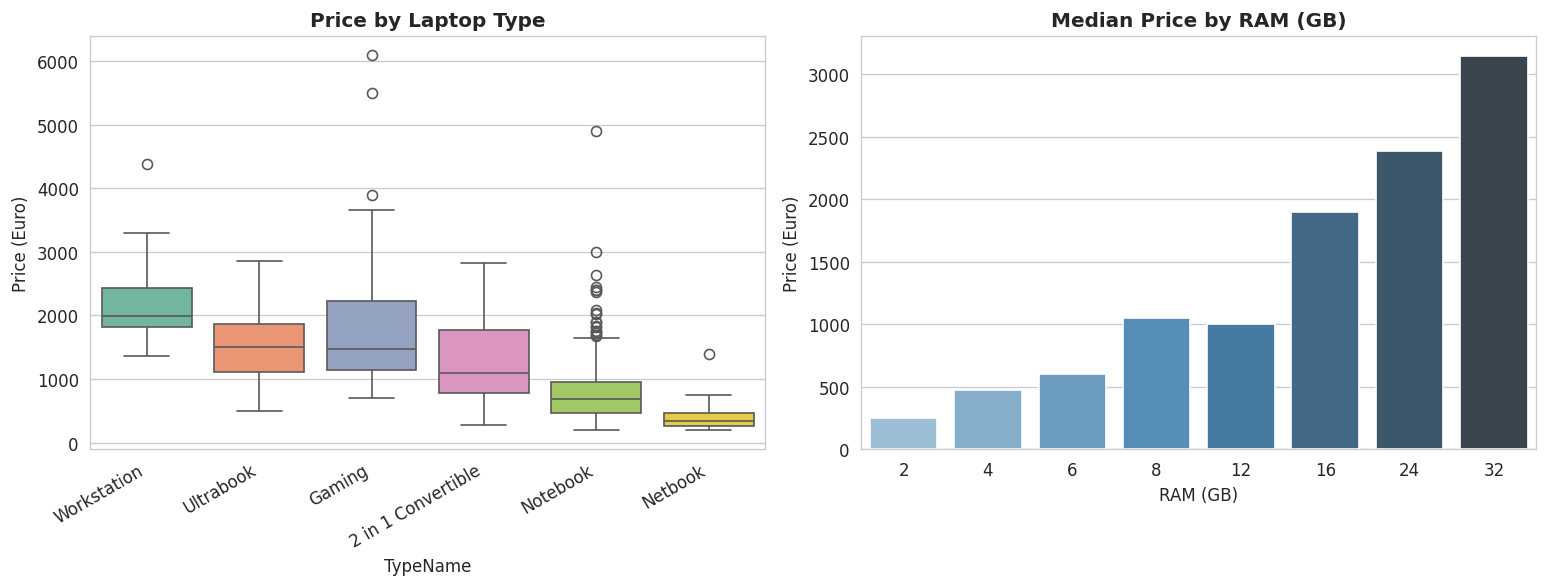 Price by Laptop Type
Price (Euro)
6000
5000
4000
3000
2000
1000
0
Workstation
Ultrabook
Gaming
2 in 1 Convertible
Notebook
Netbook
TypeName
Median Price by RAM (GB)
Price (Euro)
3000
2500
2000
1500
1000
500
0
2 4 6 8 12 16 24 32
RAM (GB)